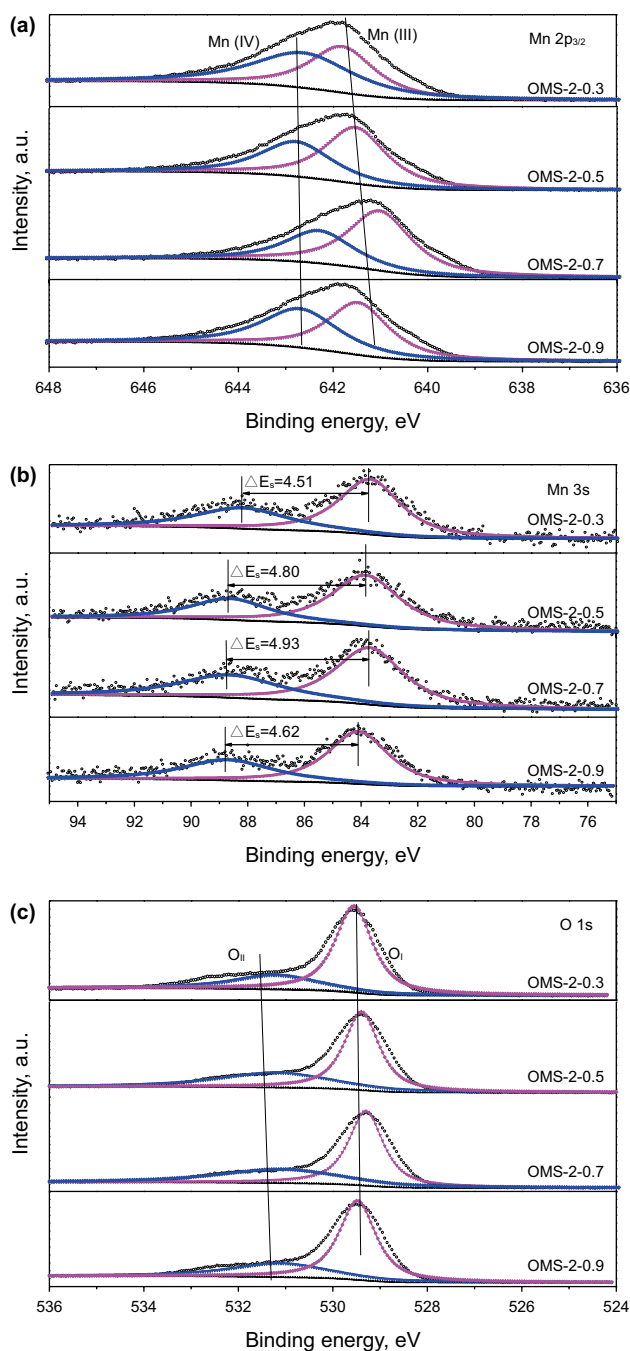 (a)
Mn (IV)
Mn (III)
Mn 2p3/2
OMS-2-0.3
OMS-2-0.5
OMS-2-0.7
OMS-2-0.9
Intensity, a.u.
648 646 644 642 640 638 636
Binding energy, eV
(b)
△Es=4.51
Mn 3s
OMS-2-0.3
△Es=4.80
OMS-2-0.5
△Es=4.93
OMS-2-0.7
△Es=4.62
OMS-2-0.9
Intensity, a.u.
94 92 90 88 86 84 82 80 78 76
Binding energy, eV
(c)
O 1s
OII
OI
OMS-2-0.3
OMS-2-0.5
OMS-2-0.7
OMS-2-0.9
Intensity, a.u.
536 534 532 530 528 526 524
Binding energy, eV